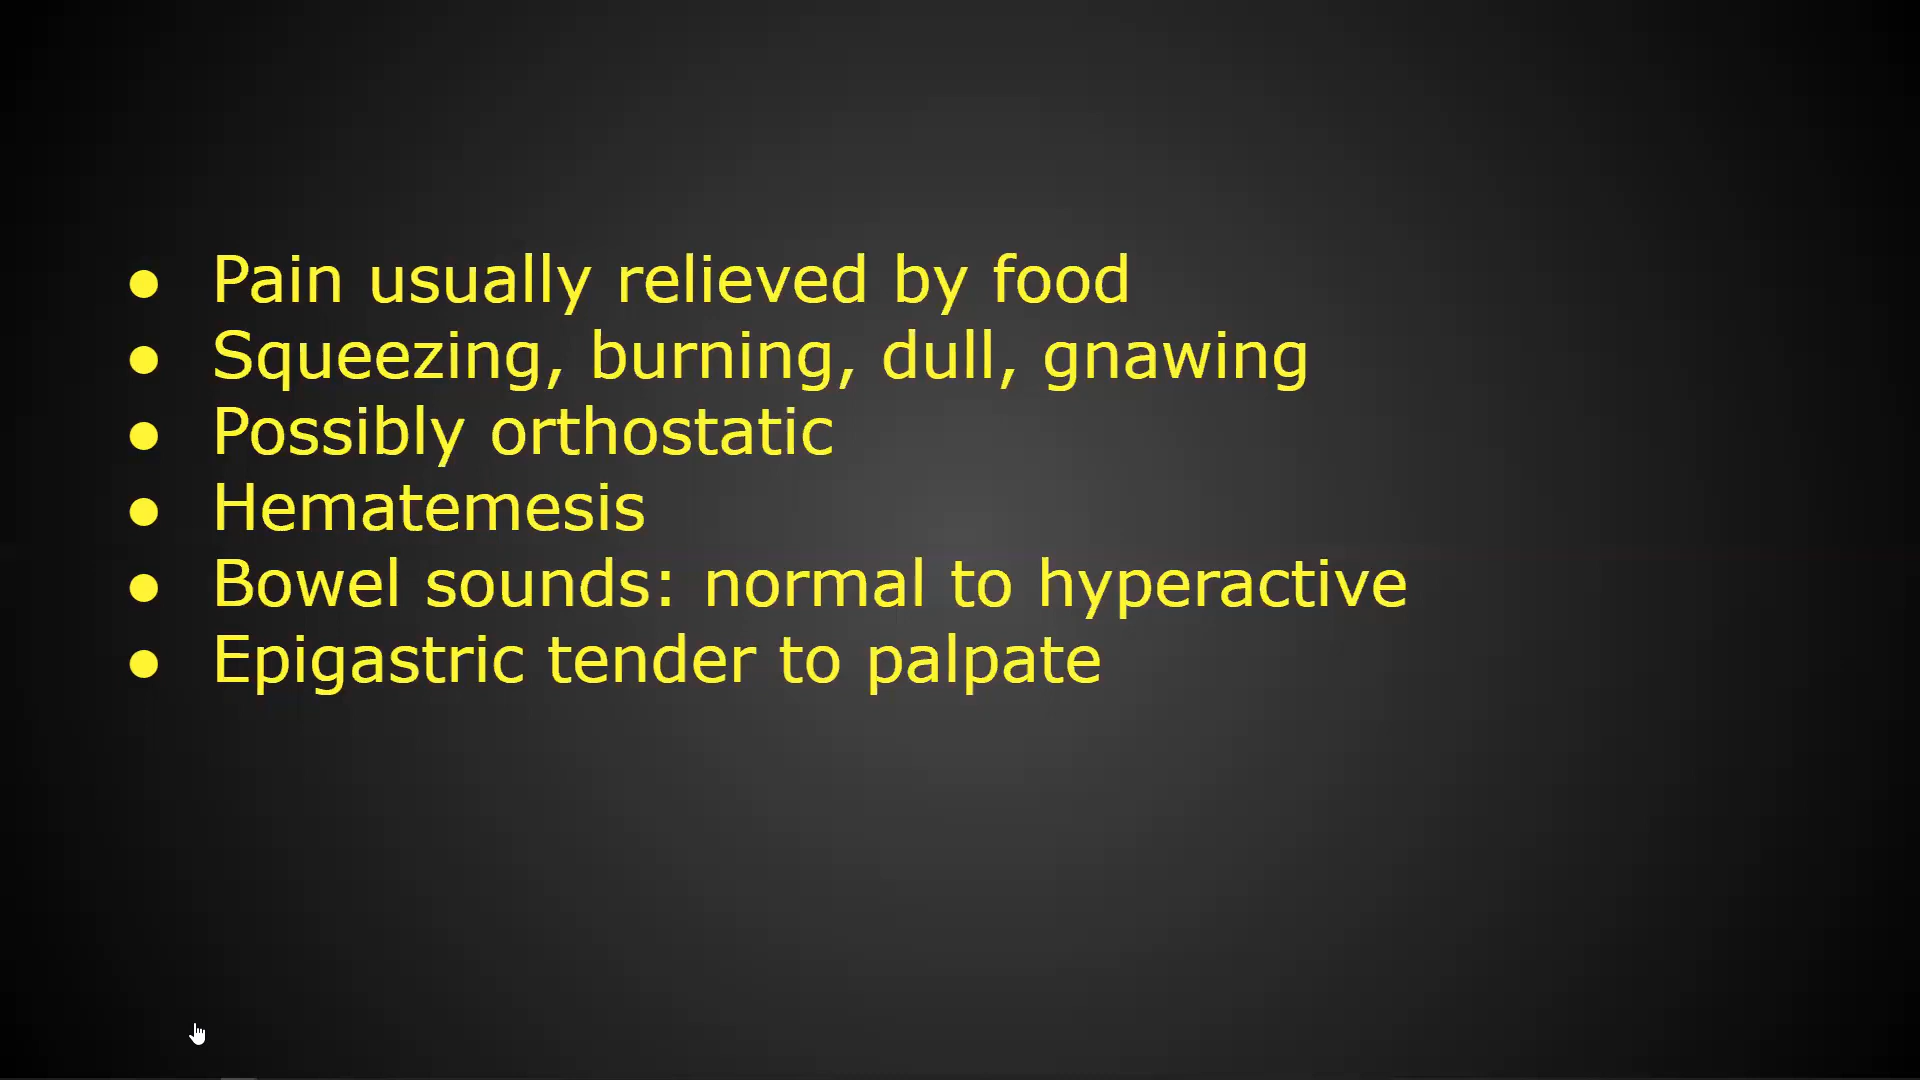 ● Pain usually relieved by food
● Squeezing, burning, dull, gnawing
● Possibly orthostatic
● Hematemesis
● Bowel sounds: normal to hyperactive
● Epigastric tender to palpate